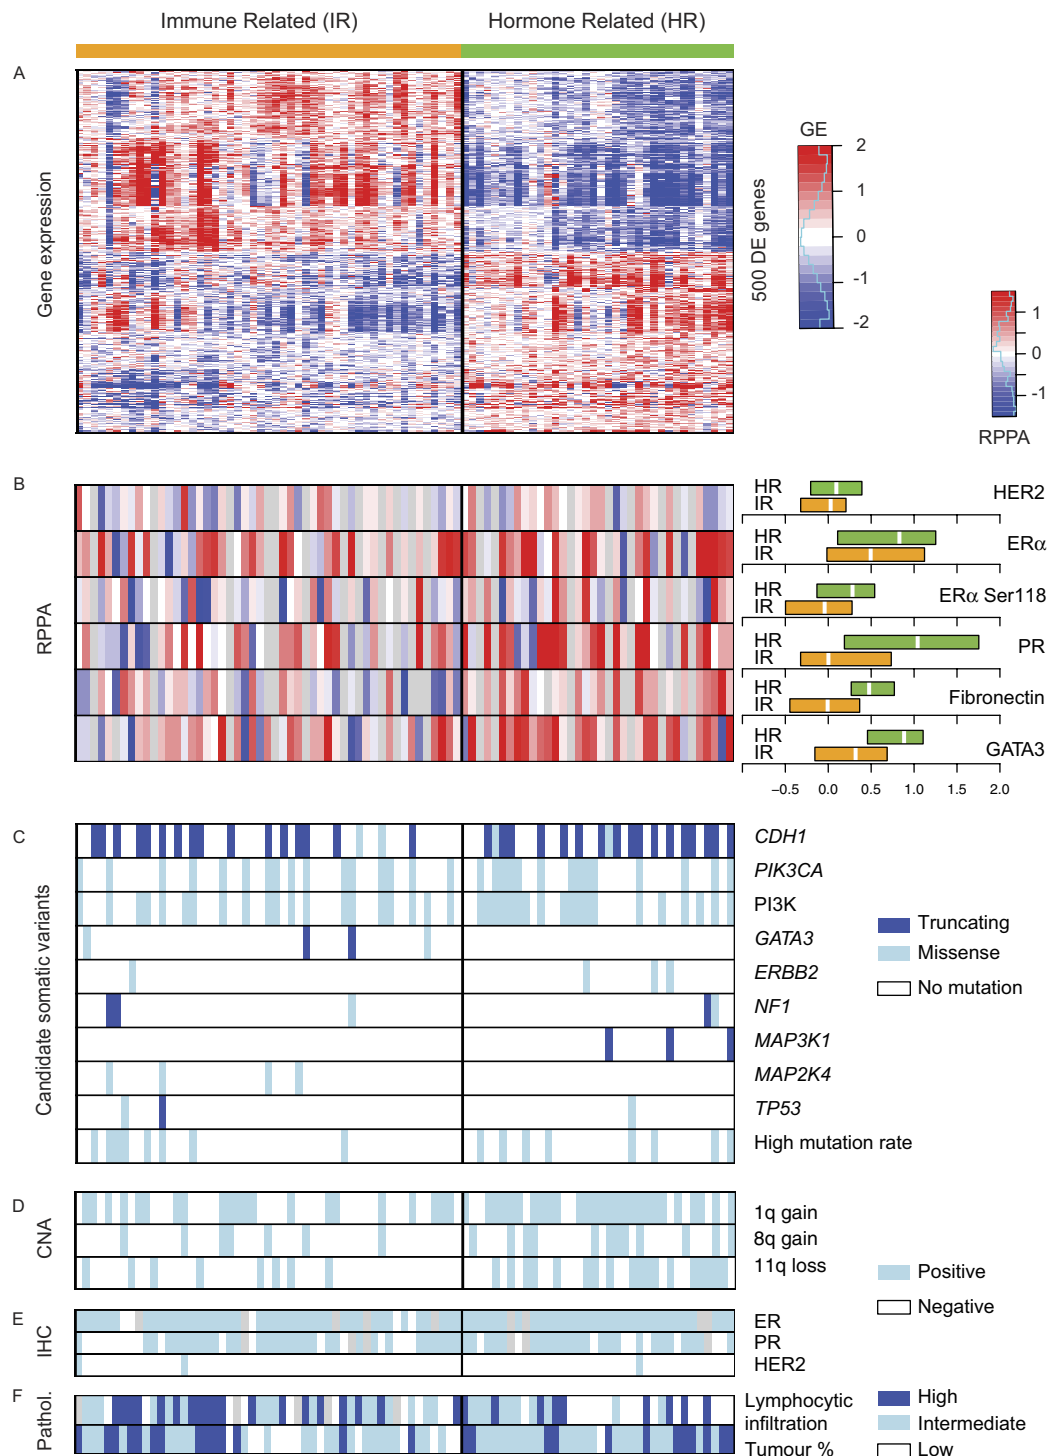 Immune Related (IR)
Hormone Related (HR)
A
Gene expression
500 DE genes
GE
2
1
0
-1
-2
1
0
-1
RPPA
B
RPPA
HR
IR
HER2
HR
IR
ERα
HR
IR
ERα Ser118
HR
IR
PR
HR
IR
Fibronectin
HR
IR
GATA3
−0.5 0.0 0.5 1.0 1.5 2.0
C
Candidate somatic variants
CDH1
PIK3CA
PI3K
GATA3
ERBB2
NF1
MAP3K1
MAP2K4
TP53
High mutation rate
Truncating
Missense
No mutation
D
CNA
1q gain
8q gain
11q loss
Positive
Negative
E
IHC
ER
PR
HER2
F
Pathol.
Lymphocytic
infiltration
Tumour %
High
Intermediate
Low